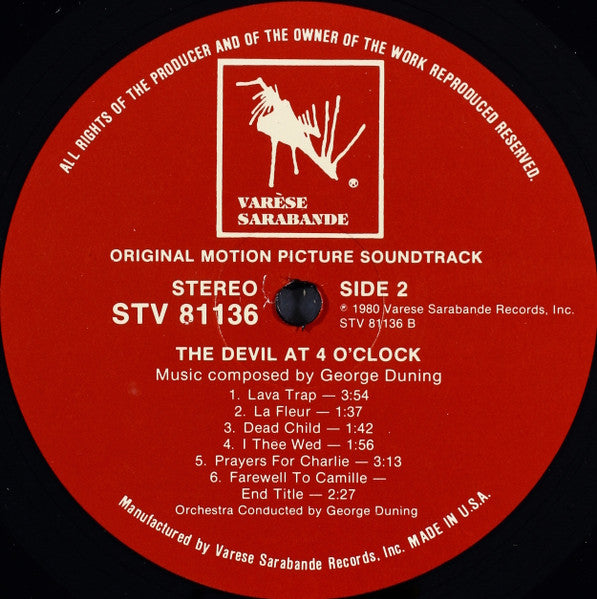 ALL RIGHTS OF THE PRODUCER AND OF THE OWNER OF THE WORK REPRODUCED RESERVED.
VARÈSE
SARABANDE
®
ORIGINAL MOTION PICTURE SOUNDTRACK
STEREO
STV 81136
SIDE 2
℗ 1980 Varese Sarabande Records, Inc.
STV 81136 B
THE DEVIL AT 4 O'CLOCK
Music composed by George Duning
1. Lava Trap — 3:54
2. La Fleur — 1:37
3. Dead Child — 1:42
4. I Thee Wed — 1:56
5. Prayers For Charlie — 3:13
6. Farewell To Camille —
End Title — 2:27
Orchestra Conducted by George Duning
Manufactured by Varese Sarabande Records, Inc. MADE IN U.S.A.